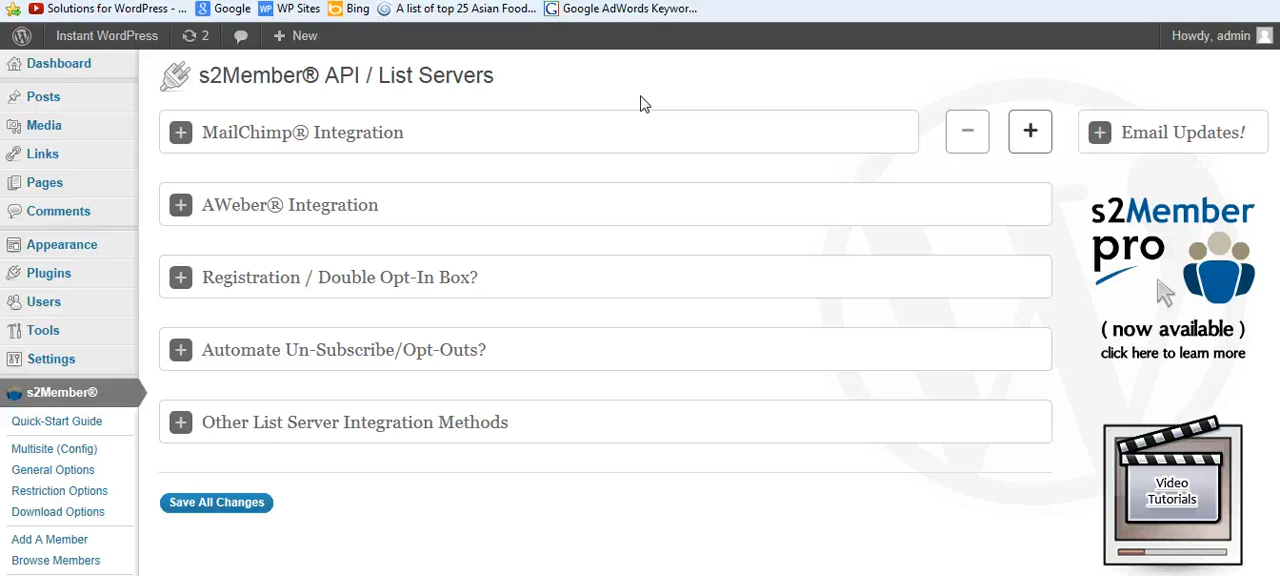 Solutions for WordPress - ... Google WP Sites Bing A list of top 25 Asian Food... Google AdWords Keywor...
Instant WordPress 2 + New Howdy, admin
Dashboard
Posts
Media
Links
Pages
Comments
Appearance
Plugins
Users
Tools
Settings
s2Member®
Quick-Start Guide
Multisite (Config)
General Options
Restriction Options
Download Options
Add A Member
Browse Members
s2Member® API / List Servers
+ MailChimp® Integration
− +
+ AWeber® Integration
+ Registration / Double Opt-In Box?
+ Automate Un-Subscribe/Opt-Outs?
+ Other List Server Integration Methods
Save All Changes
+ Email Updates!
s2Member
pro
( now available )
click here to learn more
Video
Tutorials